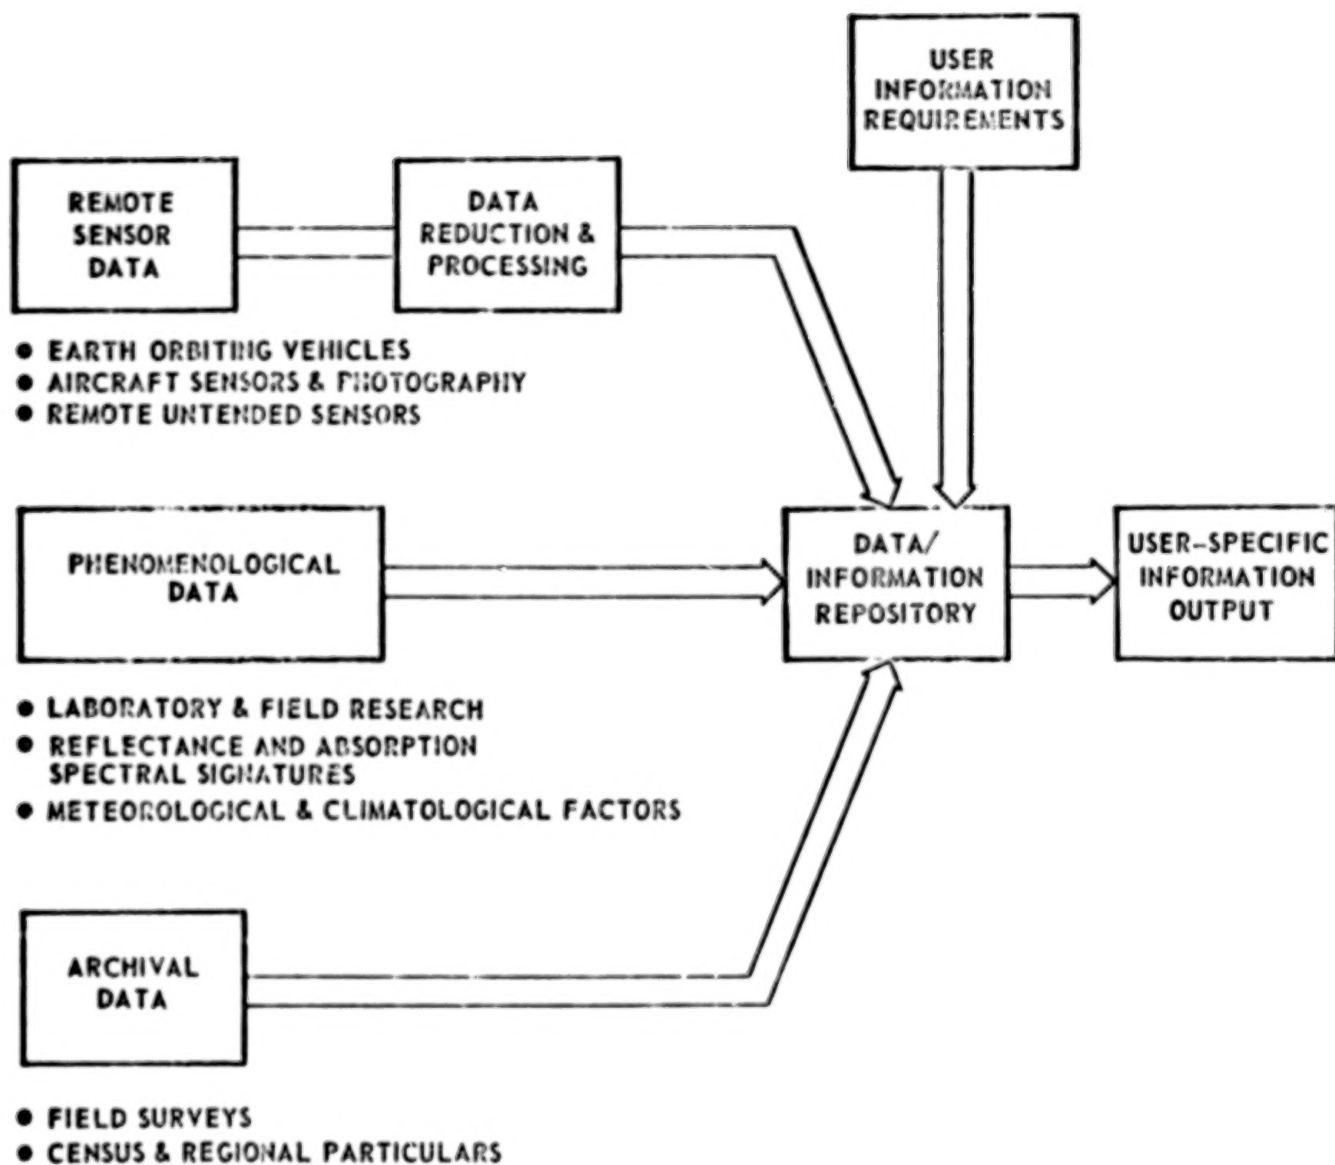 USER
INFORMATION
REQUIREMENTS
REMOTE
SENSOR
DATA
DATA
REDUCTION &
PROCESSING
● EARTH ORBITING VEHICLES
● AIRCRAFT SENSORS & PHOTOGRAPHY
● REMOTE UNTENDED SENSORS
PHENOMENOLOGICAL
DATA
DATA/
INFORMATION
REPOSITORY
USER-SPECIFIC
INFORMATION
OUTPUT
● LABORATORY & FIELD RESEARCH
● REFLECTANCE AND ABSORPTION
SPECTRAL SIGNATURES
● METEOROLOGICAL & CLIMATOLOGICAL FACTORS
ARCHIVAL
DATA
● FIELD SURVEYS
● CENSUS & REGIONAL PARTICULARS